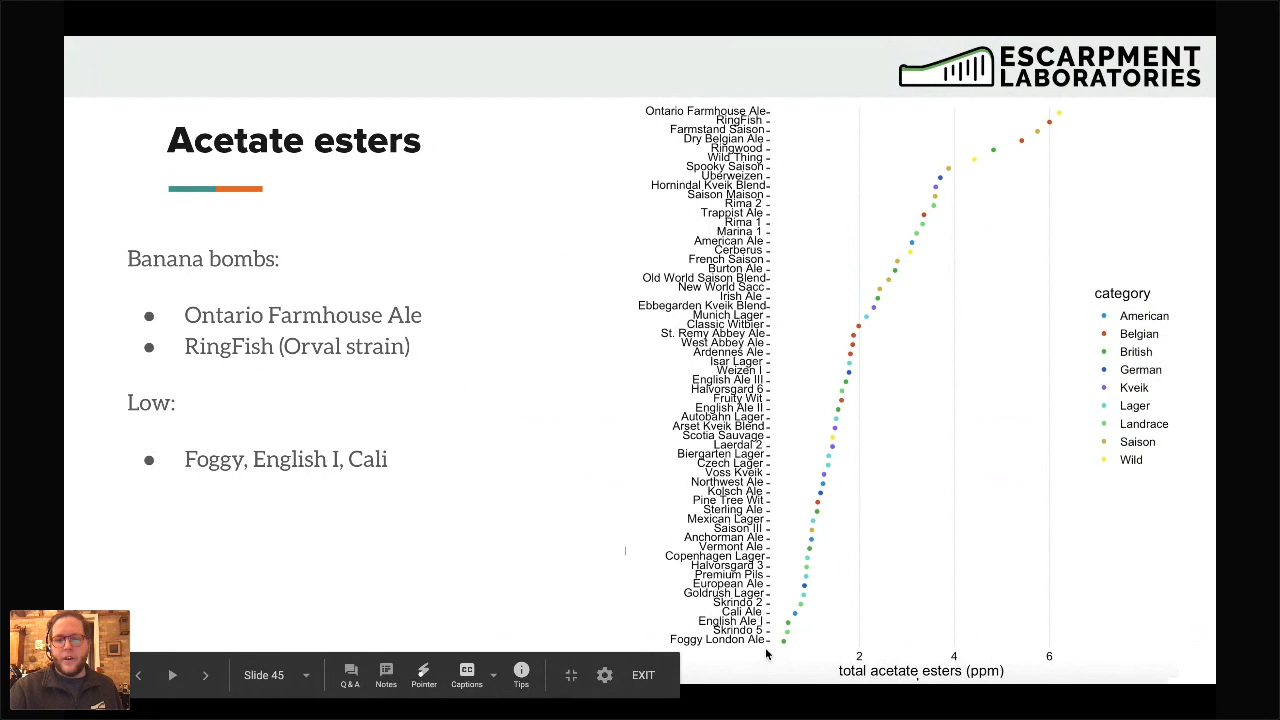 ESCARPMENT
LABORATORIES
Acetate esters
Banana bombs:
● Ontario Farmhouse Ale
● RingFish (Orval strain)
Low:
● Foggy, English I, Cali
Ontario Farmhouse Ale
RingFish
Farmstand Saison
Dry Belgian Ale
Ringwood
Wild Thing
Spooky Saison
Uberweizen
Hornindal Kveik Blend
Saison Maison
Rima 2
Trappist Ale
Rima 1
Marina 1
American Ale
Cerberus
French Saison
Burton Ale
Old World Saison Blend
New World Sacc
Irish Ale
Ebbegarden Kveik Blend
Munich Lager
Classic Witbier
St. Remy Abbey Ale
West Abbey Ale
Ardennes Ale
Isar Lager
Weizen I
English Ale III
Halvorsgard 6
Fruity Wit
English Ale II
Autobahn Lager
Arset Kveik Blend
Scotia Sauvage
Laerdal 2
Biergarten Lager
Czech Lager
Voss Kveik
Northwest Ale
Kolsch Ale
Pine Tree Wit
Sterling Ale
Mexican Lager
Saison III
Anchorman Ale
Vermont Ale
Copenhagen Lager
Halvorsgard 3
Premium Pils
European Ale
Goldrush Lager
Skrindo 2
Cali Ale
English Ale I
Skrindo 5
Foggy London Ale
2 4 6
total acetate esters (ppm)
category
American
Belgian
British
German
Kveik
Lager
Landrace
Saison
Wild
Slide 45
Q & A
Notes
Pointer
CC
Captions
Tips
EXIT